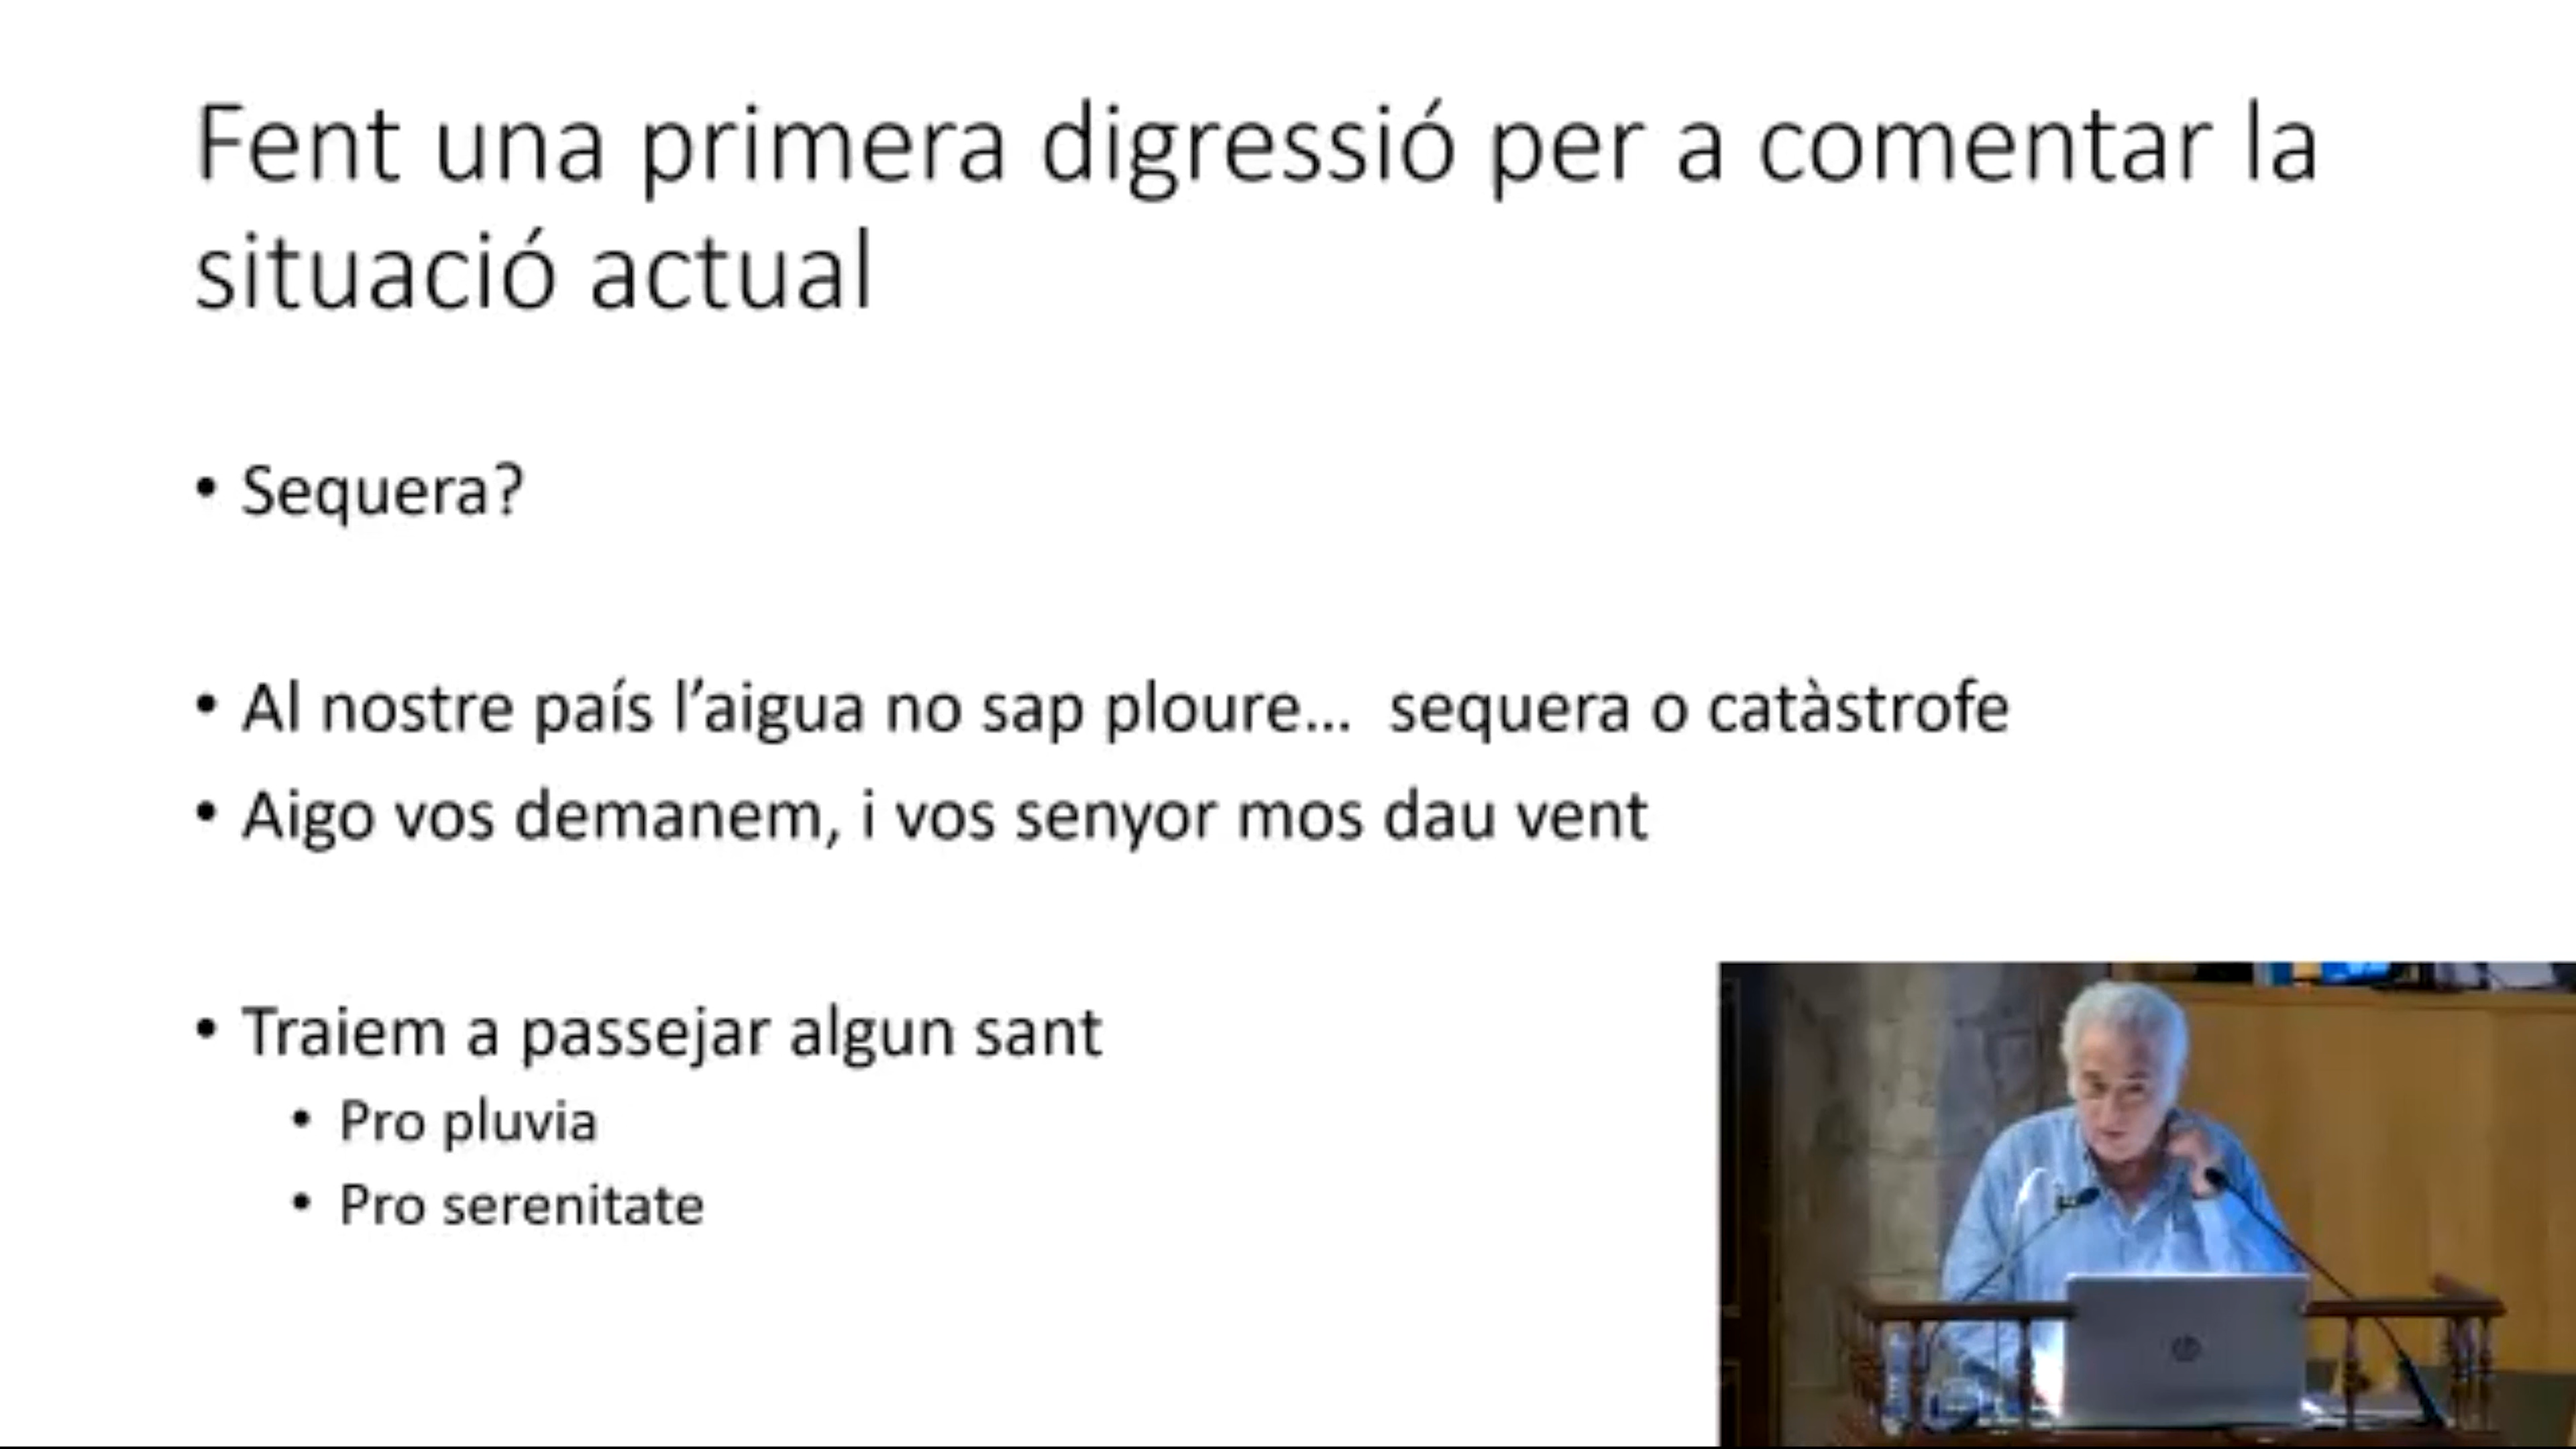 Fent una primera digressió per a comentar la
situació actual
• Sequera?
• Al nostre país l’aigua no sap ploure... sequera o catàstrofe
• Aigo vos demanem, i vos senyor mos dau vent
• Traiem a passejar algun sant
• Pro pluvia
• Pro serenitate
hp